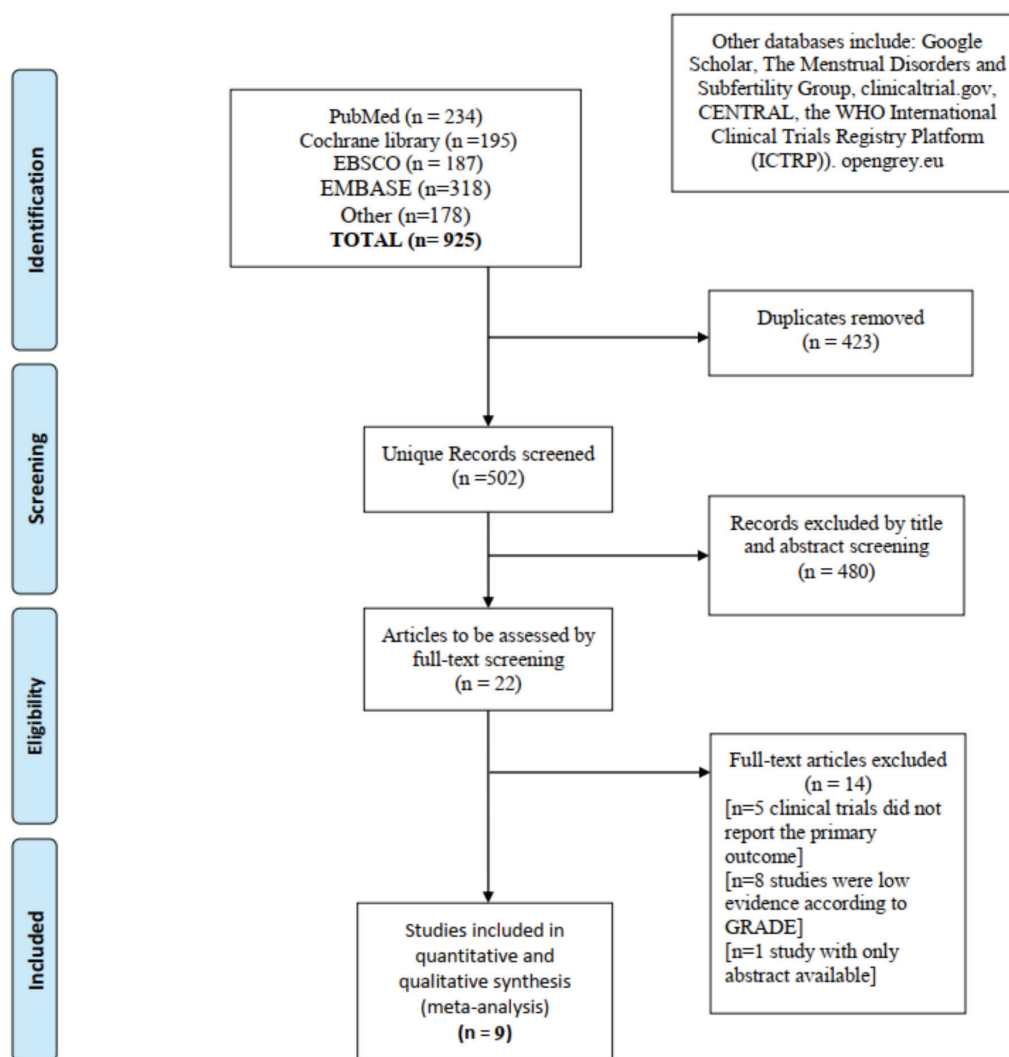 Other databases include: Google
Scholar, The Menstrual Disorders and
Subfertility Group, clinicaltrial.gov,
CENTRAL, the WHO International
Clinical Trials Registry Platform
(ICTRP)). opengrey.eu
Identification
PubMed (n = 234)
Cochrane library (n =195)
EBSCO (n = 187)
EMBASE (n=318)
Other (n=178)
TOTAL (n= 925)
Duplicates removed
(n = 423)
Screening
Unique Records screened
(n =502)
Records excluded by title
and abstract screening
(n = 480)
Eligibility
Articles to be assessed by
full-text screening
(n = 22)
Full-text articles excluded
(n = 14)
[n=5 clinical trials did not
report the primary
outcome]
[n=8 studies were low
evidence according to
GRADE]
[n=1 study with only
abstract available]
Included
Studies included in
quantitative and
qualitative synthesis
(meta-analysis)
(n = 9)